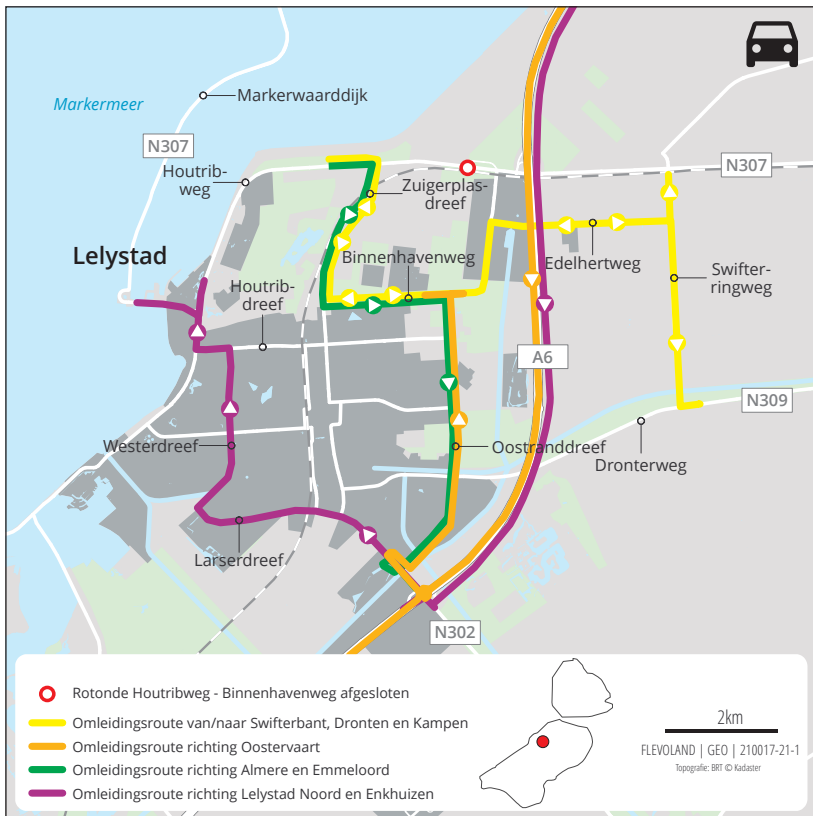 Markerwaarddijk
Markermeer
N307
Houtrib-
weg
N307
Zuigerplas-
dreef
Lelystad
Binnenhavenweg
Edelhertweg
Houtrib-
dreef
Swifter-
ringweg
A6
N309
Westerdreef
Oostranddreef
Dronterweg
Larserdreef
N302
Rotonde Houtribweg - Binnenhavenweg afgesloten
Omleidingsroute van/naar Swifterbant, Dronten en Kampen
Omleidingsroute richting Oostervaart
Omleidingsroute richting Almere en Emmeloord
Omleidingsroute richting Lelystad Noord en Enkhuizen
2km
FLEVOLAND | GEO | 210017-21-1
Topografie: BRT © Kadaster